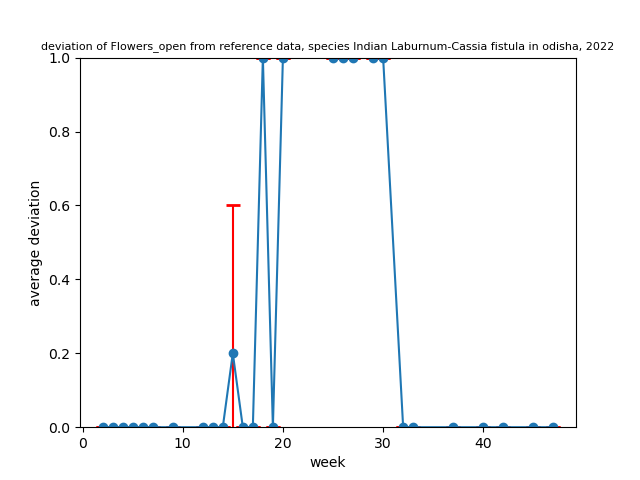 deviation of Flowers_open from reference data, species Indian Laburnum-Cassia fistula in odisha, 2022
1.0
0.8
0.6
0.4
0.2
0.0
average deviation
0 10 20 30 40
week